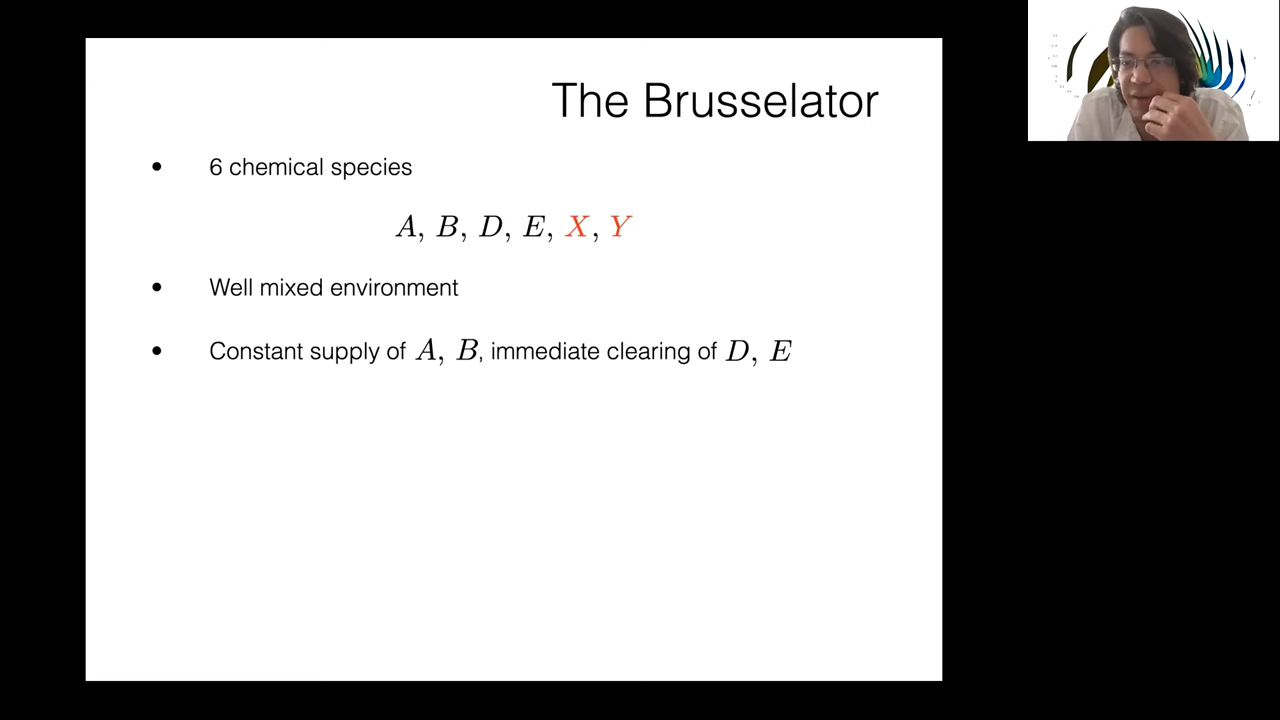 The Brusselator
• 6 chemical species
A, B, D, E, X, Y
• Well mixed environment
• Constant supply of A, B, immediate clearing of D, E